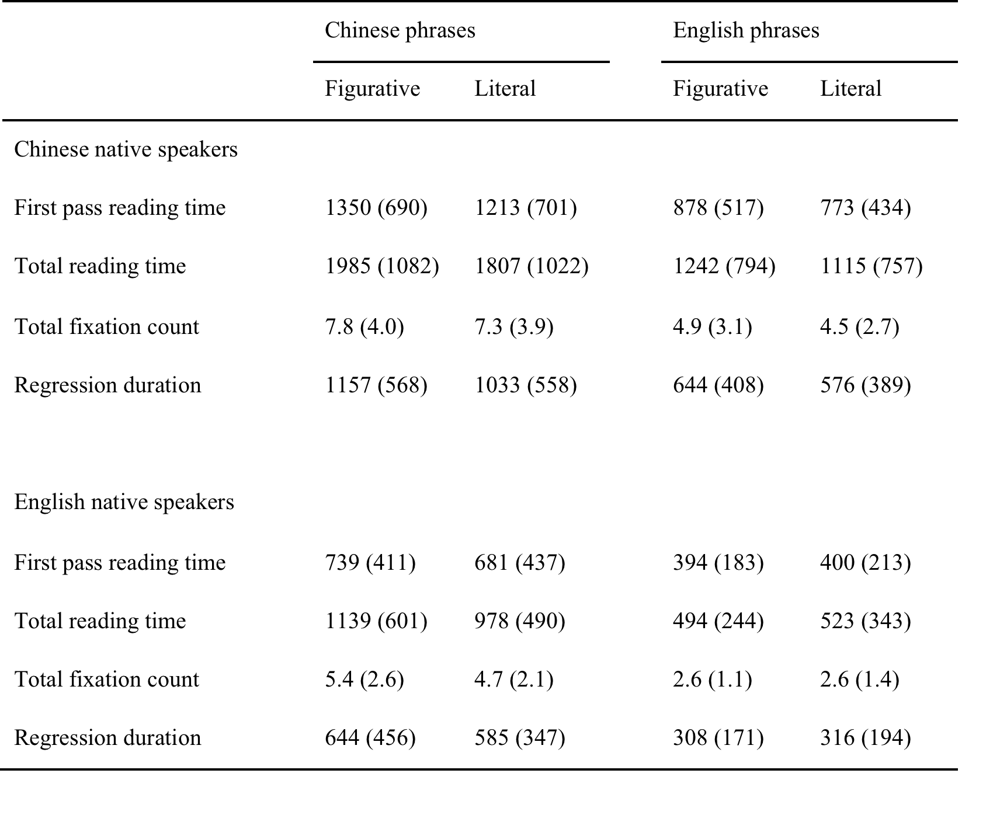 Chinese phrases English phrases
Figurative Literal Figurative Literal
Chinese native speakers
First pass reading time 1350 (690) 1213 (701) 878 (517) 773 (434)
Total reading time 1985 (1082) 1807 (1022) 1242 (794) 1115 (757)
Total fixation count 7.8 (4.0) 7.3 (3.9) 4.9 (3.1) 4.5 (2.7)
Regression duration 1157 (568) 1033 (558) 644 (408) 576 (389)
English native speakers
First pass reading time 739 (411) 681 (437) 394 (183) 400 (213)
Total reading time 1139 (601) 978 (490) 494 (244) 523 (343)
Total fixation count 5.4 (2.6) 4.7 (2.1) 2.6 (1.1) 2.6 (1.4)
Regression duration 644 (456) 585 (347) 308 (171) 316 (194)